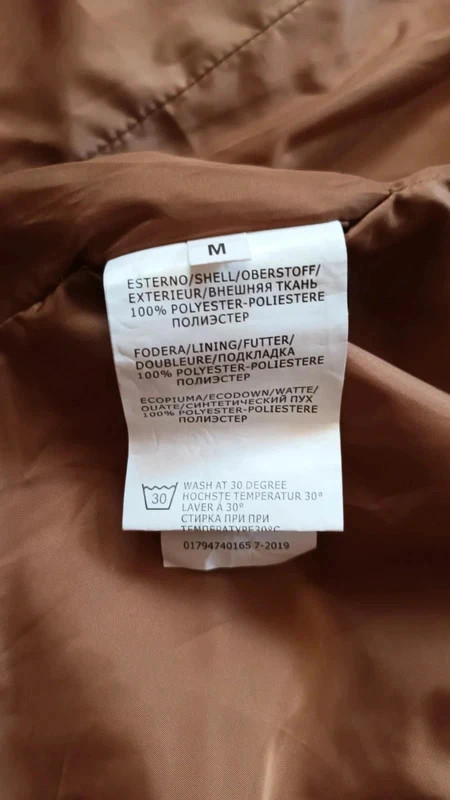 M
ESTERNO/SHELL/OBERSTOFF/
EXTERIEUR/ВНЕШНЯЯ ТКАНЬ
100% POLYESTER-POLIESTERE
ПОЛИЭСТЕР
FODERA/LINING/FUTTER/
DOUBLEURE/ПОДКЛАДКА
100% POLYESTER-POLIESTERE
ПОЛИЭСТЕР
ECOPIUMA/ECODOWN/WATTE/
OUATE/СИНТЕТИЧЕСКИЙ ПУХ
100% POLYESTER-POLIESTERE
ПОЛИЭСТЕР
30
WASH AT 30 DEGREE
HOCHSTE TEMPERATUR 30°
LAVER À 30°
СТИРКА ПРИ ПРИ
ТЕМПЕРАТУРЕ30°C
01794740165 7-2019